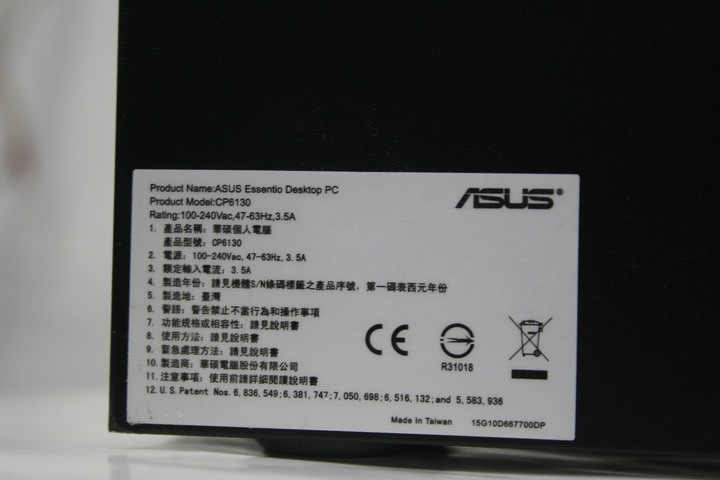 Product Name:ASUS Essentio Desktop PC
ASUS®
Product Model:CP6130
Rating:100-240Vac,47-63Hz,3.5A
1. 產品名稱：華碩個人電腦
產品型號：CP6130
2. 電源：100-240Vac, 47-63Hz, 3.5A
3. 額定輸入電流：3.5A
4. 製造年份：請見機體S/N條碼標籤之產品序號，第一碼表西元年份
5. 製造地：臺灣
6. 警語：警告禁止不當行為和操作事項
7. 功能規格或相容性：請見說明書
8. 使用方法：請見說明書
9. 緊急處理方法：請見說明書
10. 製造商：華碩電腦股份有限公司
11. 注意事項：使用前請詳細閱讀說明書
12. U.S. Patent Nos. 6, 836, 549; 6, 381, 747; 7, 050, 698; 6, 516, 132; and 5, 583, 936
CE
R31018
Made In Taiwan
15G10D667700DP